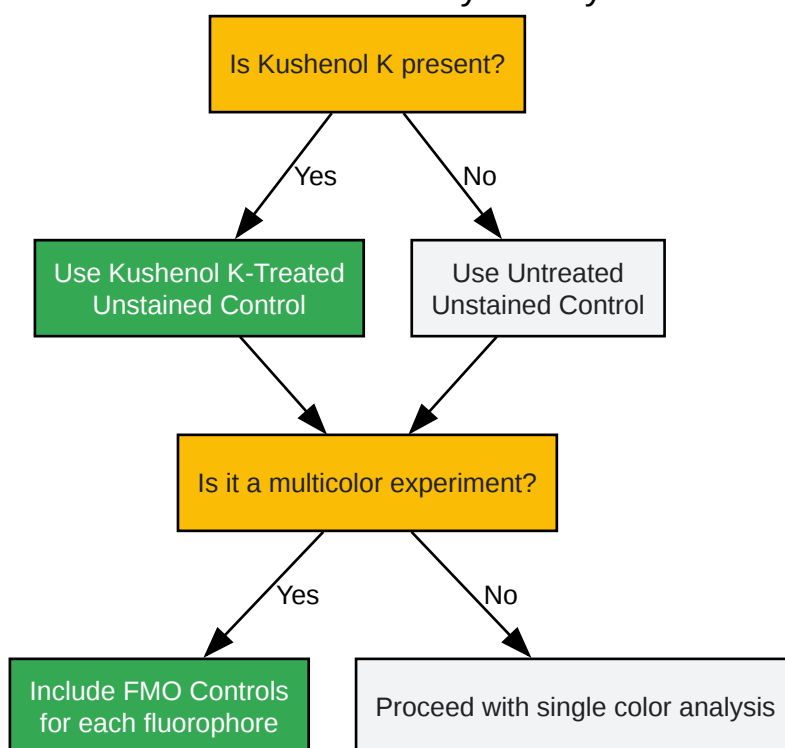 Is Kushenol K present?
Yes
No
Use Kushenol K-Treated
Unstained Control
Use Untreated
Unstained Control
Is it a multicolor experiment?
Yes
No
Include FMO Controls
for each fluorophore
Proceed with single color analysis